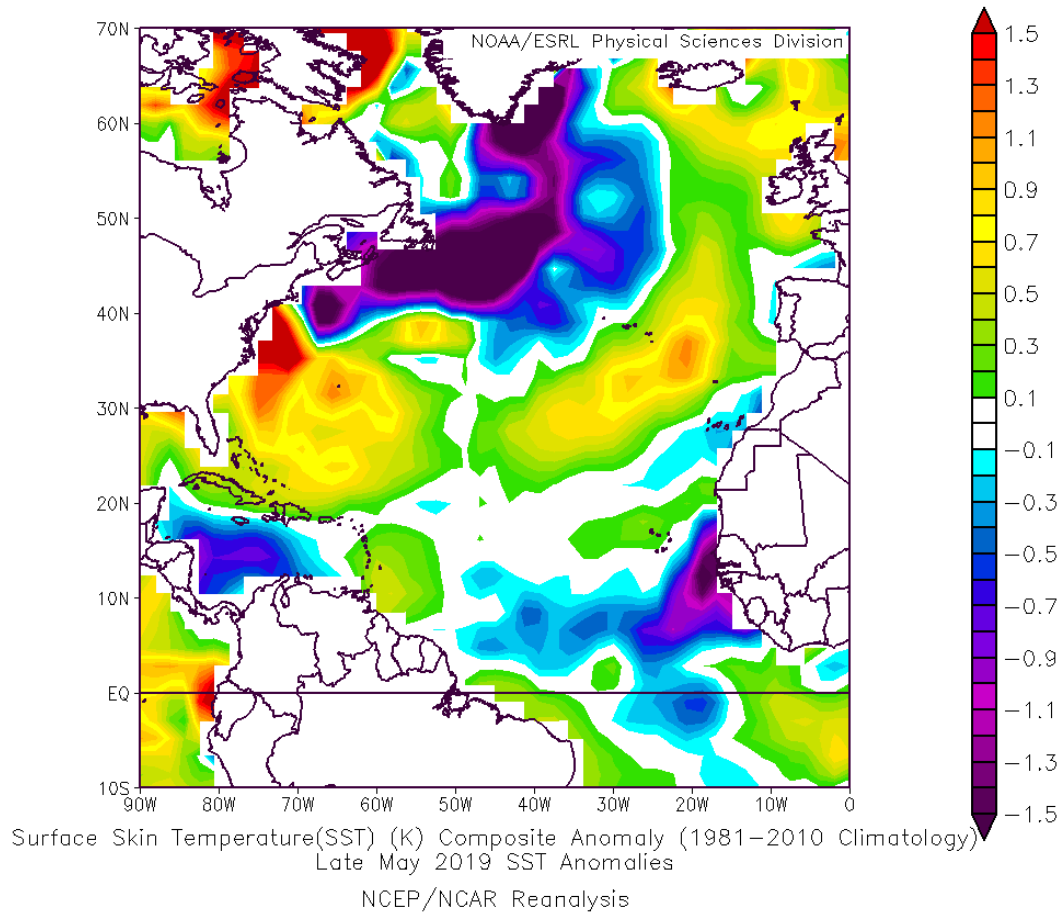 NOAA/ESRL Physical Sciences Division
70N
60N
50N
40N
30N
20N
10N
EQ
10S
90W 80W 70W 60W 50W 40W 30W 20W 10W 0
1.5
1.3
1.1
0.9
0.7
0.5
0.3
0.1
-0.1
-0.3
-0.5
-0.7
-0.9
-1.1
-1.3
-1.5
Surface Skin Temperature(SST) (K) Composite Anomaly (1981-2010 Climatology)
Late May 2019 SST Anomalies
NCEP/NCAR Reanalysis